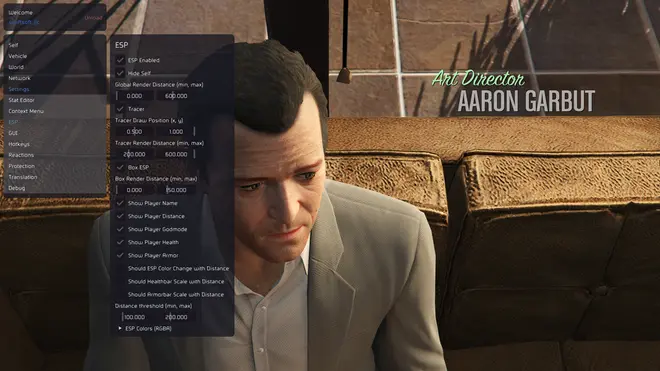 Welcome
Unload
Self
Vehicle
World
Network
Settings
Stat Editor
Context Menu
ESP
GUI
Hotkeys
Reactions
Protection
Translation
Debug
ESP
ESP Enabled
Hide Self
Global Render Distance (min, max)
0.000 600.000
Tracer
Tracer Draw Position (x, y)
0.500 1.000
Tracer Render Distance (min, max)
200.000 600.000
Box ESP
Box Render Distance (min, max)
0.000 150.000
Show Player Name
Show Player Distance
Show Player Godmode
Show Player Health
Show Player Armor
Should ESP Color Change with Distance
Should Healthbar Scale with Distance
Should Armorbar Scale with Distance
Distance threshold (min, max)
100.000 200.000
ESP Colors (RGBA)
Art Director
AARON GARBUT